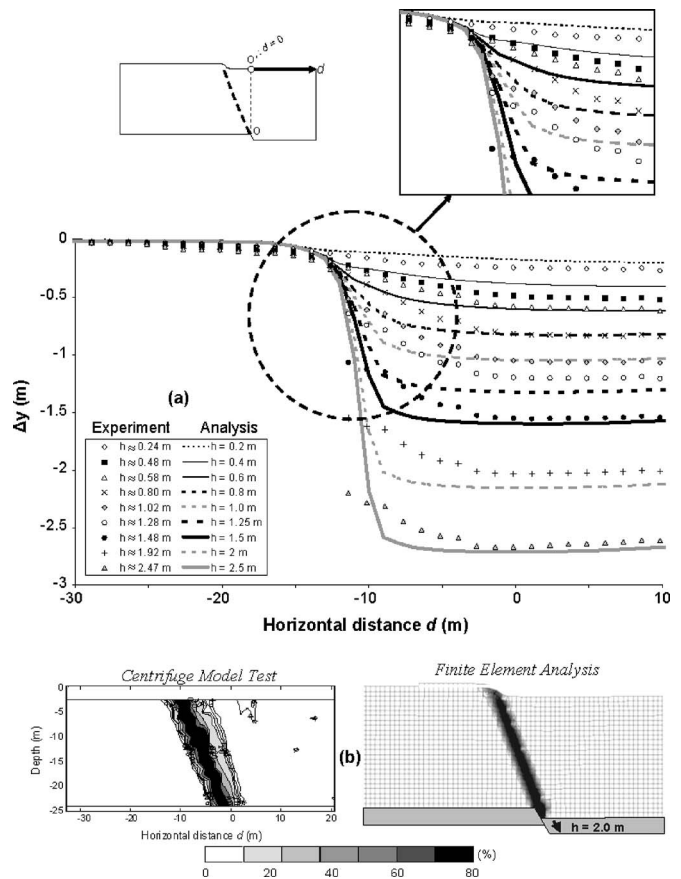 O'
d=0
d
O
0
-0.5
-1
-1.5
-2
-2.5
-3
Δy (m)
(a)
Experiment Analysis
h≈0.24 m h = 0.2 m
h≈0.48 m h = 0.4 m
h≈0.58 m h = 0.6 m
h≈0.80 m h = 0.8 m
h≈1.02 m h = 1.0 m
h≈1.28 m h = 1.25 m
h≈1.48 m h = 1.5 m
h≈1.92 m h = 2 m
h≈2.47 m h = 2.5 m
-30 -25 -20 -15 -10 -5 0 5 10
Horizontal distance d (m)
Centrifuge Model Test
Finite Element Analysis
0
-5
-10
-15
-20
-25
Depth (m)
-30 -20 -10 0 10 20
Horizontal distance d (m)
(b)
h = 2.0 m
(%)
0 20 40 60 80